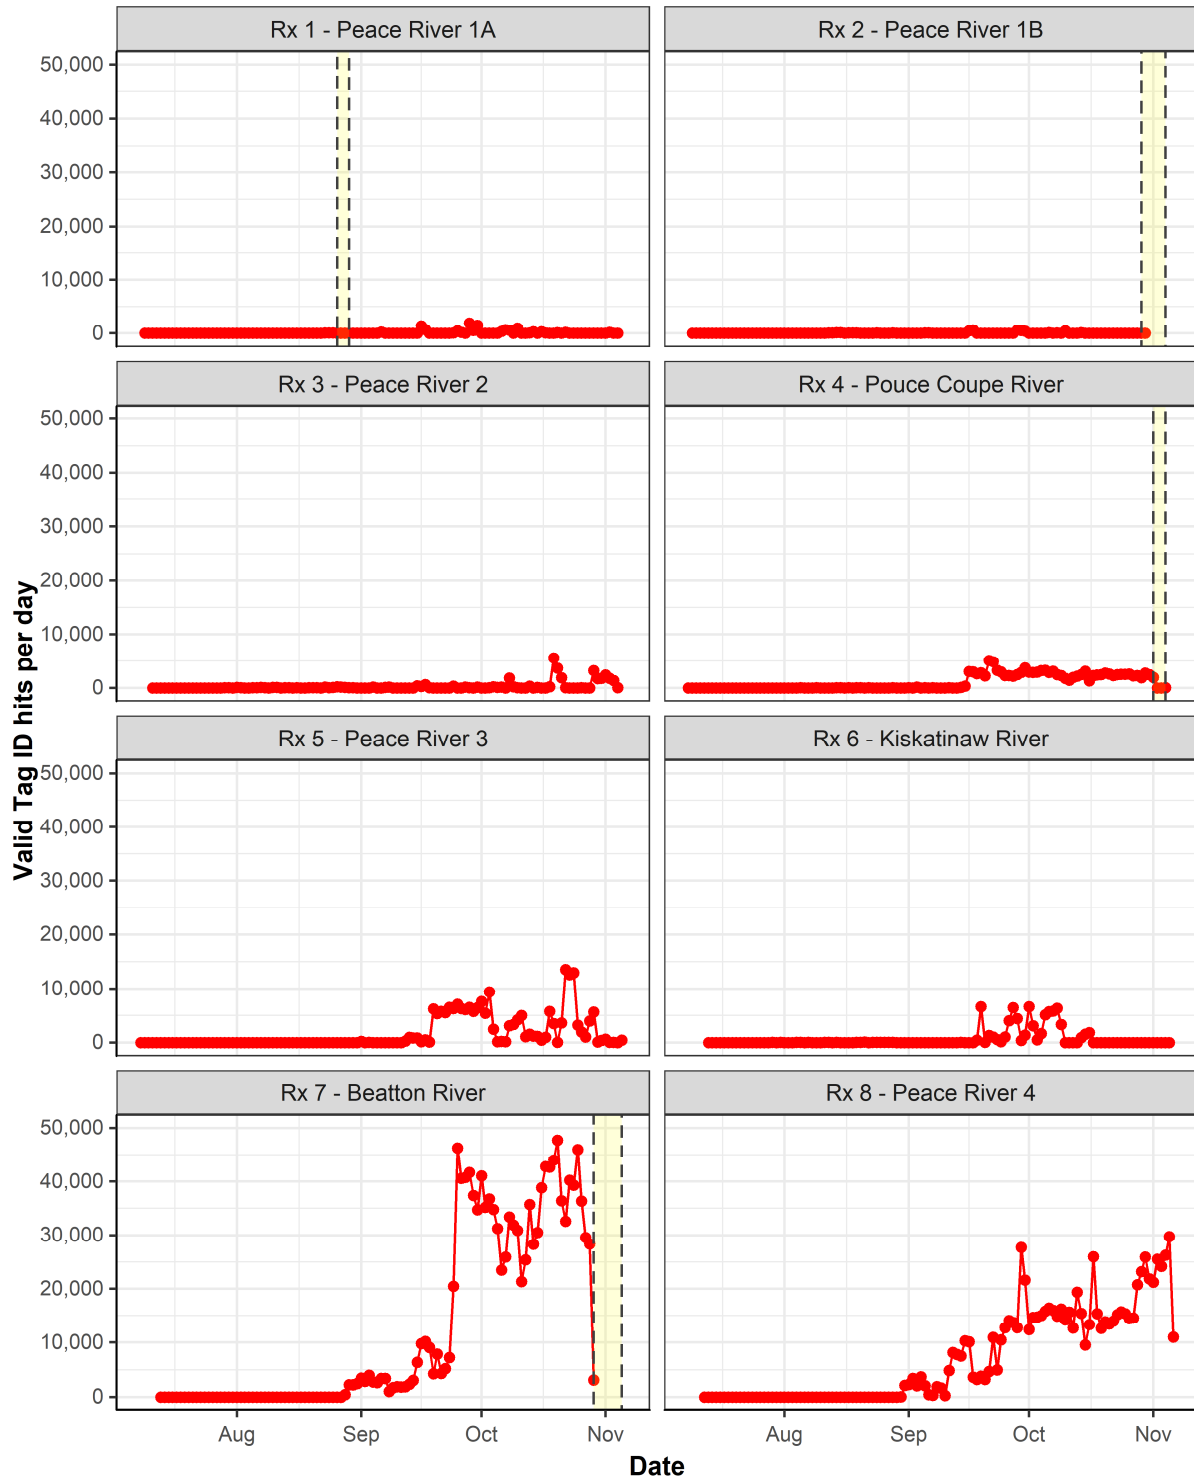 Rx 1 - Peace River 1A
Rx 2 - Peace River 1B
50,000
40,000
30,000
20,000
10,000
0
Rx 3 - Peace River 2
Rx 4 - Pouce Coupe River
50,000
40,000
30,000
20,000
10,000
0
Valid Tag ID hits per day
Rx 5 - Peace River 3
Rx 6 - Kiskatinaw River
50,000
40,000
30,000
20,000
10,000
0
Rx 7 - Beatton River
Rx 8 - Peace River 4
50,000
40,000
30,000
20,000
10,000
0
Aug Sep Oct Nov
Aug Sep Oct Nov
Date